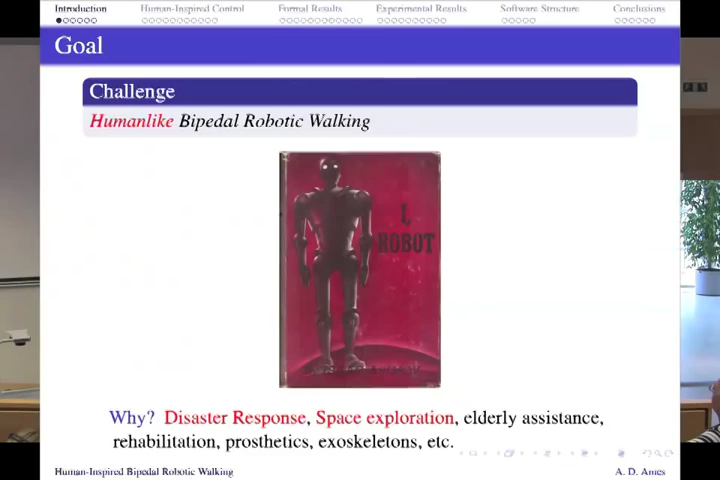 Introduction Human-Inspired Control Formal Results Experimental Results Software Structure Conclusions
Goal
Challenge
Humanlike Bipedal Robotic Walking
I,
ROBOT
Why? Disaster Response, Space exploration, elderly assistance,
rehabilitation, prosthetics, exoskeletons, etc.
Human-Inspired Bipedal Robotic Walking A. D. Ames